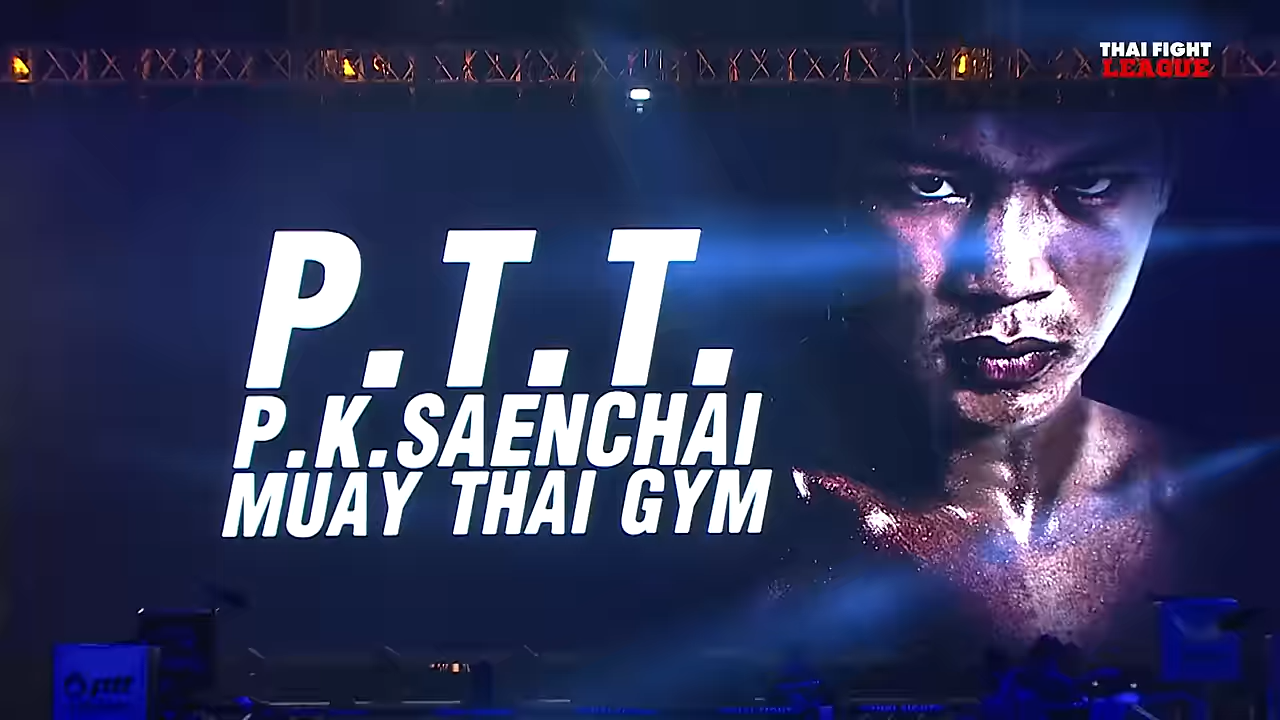 THAI FIGHT
LEAGUE
P.T.T.
P.K.SAENCHAI
MUAY THAI GYM